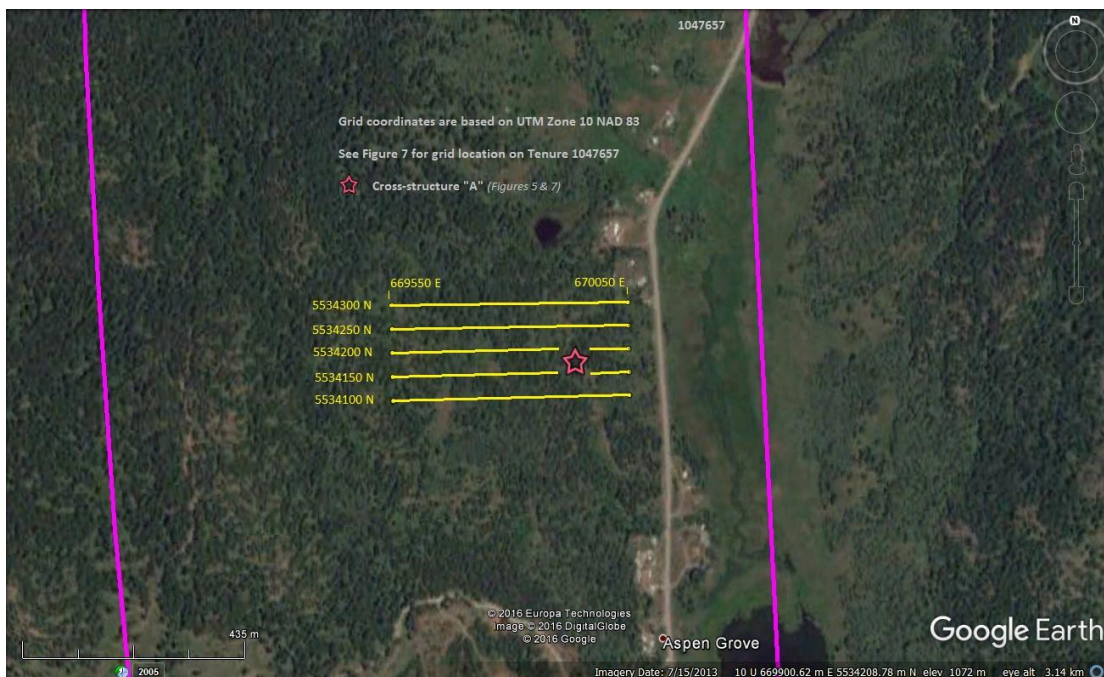 1047657
N
Grid coordinates are based on UTM Zone 10 NAD 83
See Figure 7 for grid location on Tenure 1047657
Cross-structure "A" (Figures 5 & 7)
669550 E
670050 E
5534300 N
5534250 N
5534200 N
5534150 N
5534100 N
© 2016 Europa Technologies
Image © 2016 DigitalGlobe
© 2016 Google
435 m
Aspen Grove
Google Earth
2005
Imagery Date: 7/15/2013 10 U 669900.62 m E 5534208.78 m N elev 1072 m eye alt 3.14 km